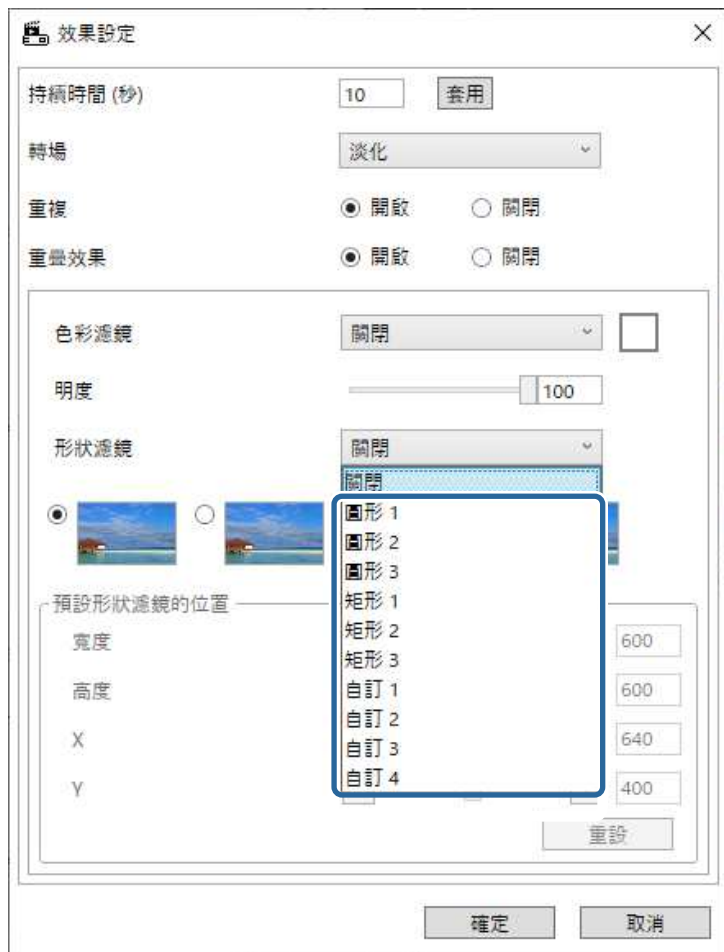 效果設定
持續時間 (秒) 10 套用
轉場 淡化
重複 開啟 關閉
重疊效果 開啟 關閉
色彩濾鏡 關閉
明度 100
形狀濾鏡 關閉
關閉
圓形 1
圓形 2
圓形 3
矩形 1
矩形 2
矩形 3
自訂 1
自訂 2
自訂 3
自訂 4
預設形狀濾鏡的位置
寬度 600
高度 600
X 640
Y 400
重設
確定 取消